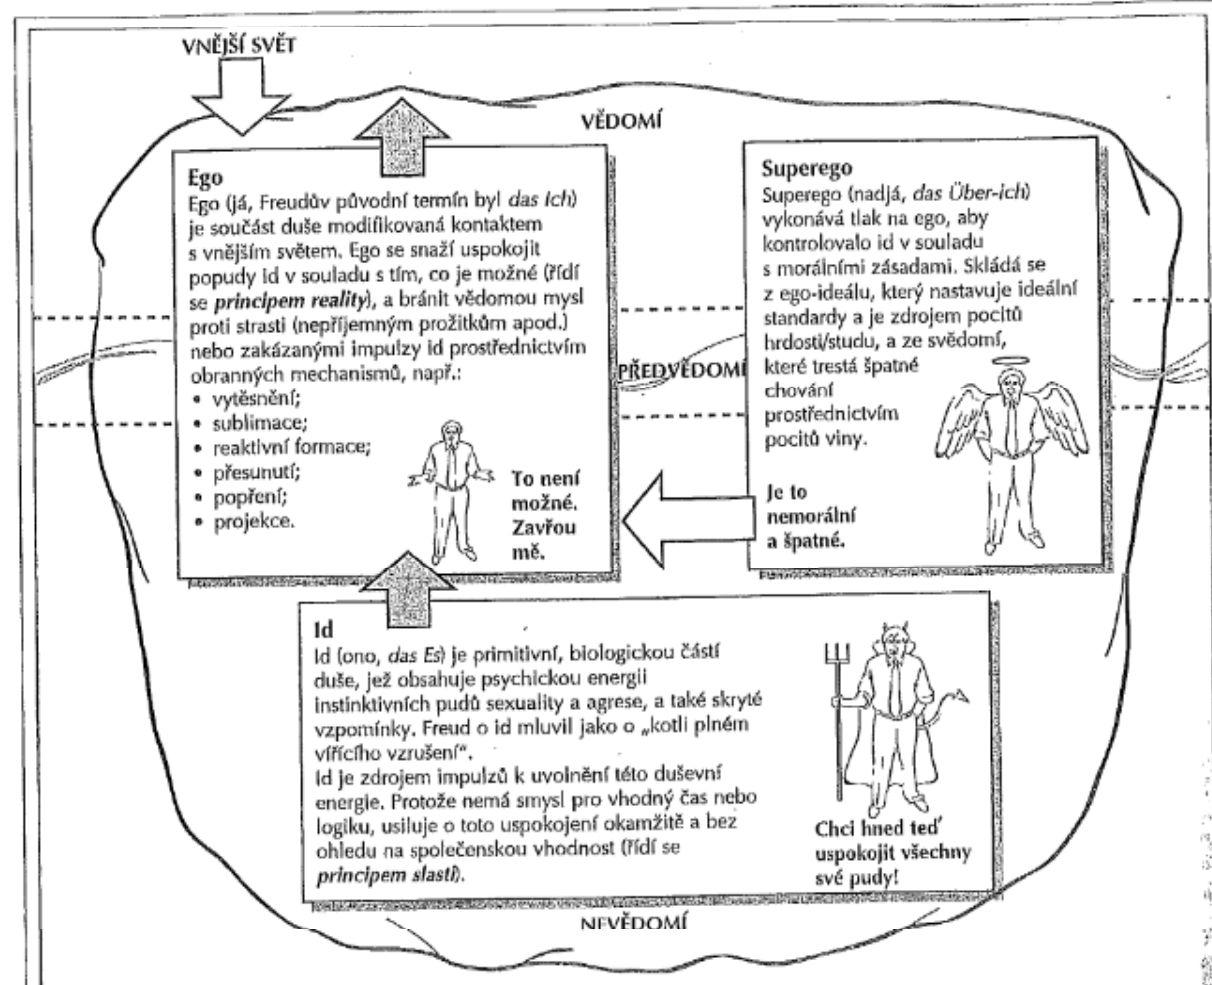 VNĚJŠÍ SVĚT
VĚDOMÍ
Ego
Ego (já, Freudův původní termín byl das Ich)
je součást duše modifikovaná kontaktem
s vnějším světem. Ego se snaží uspokojit
popudy id v souladu s tím, co je možné (řídí
se principem reality), a bránit vědomou mysl
proti strasti (nepříjemným prožitkům apod.)
nebo zakázanými impulzy id prostřednictvím
obranných mechanismů, např.:
• vytěsnění;
• sublimace;
• reaktivní formace;
• přesunutí;
• popření;
• projekce.
To není
možné.
Zavřou
mě.
Superego
Superego (nadjá, das Über-ich)
vykonává tlak na ego, aby
kontrolovalo id v souladu
s morálními zásadami. Skládá se
z ego-ideálu, který nastavuje ideální
standardy a je zdrojem pocitů
hrdosti/studu, a ze svědomí,
které trestá špatné
chování
prostřednictvím
pocitů viny.
Je to
nemorální
a špatné.
PŘEDVĚDOMÍ
Id
Id (ono, das Es) je primitivní, biologickou částí
duše, jež obsahuje psychickou energii
instinktivních pudů sexuality a agrese, a také skryté
vzpomínky. Freud o id mluvil jako o „kotli plném
vířícího vzrušení“.
Id je zdrojem impulzů k uvolnění této duševní
energie. Protože nemá smysl pro vhodný čas nebo
logiku, usiluje o toto uspokojení okamžitě a bez
ohledu na společenskou vhodnost (řídí se
principem slasti).
Chci hned teď
uspokojit všechny
své pudy!
NEVĚDOMÍ